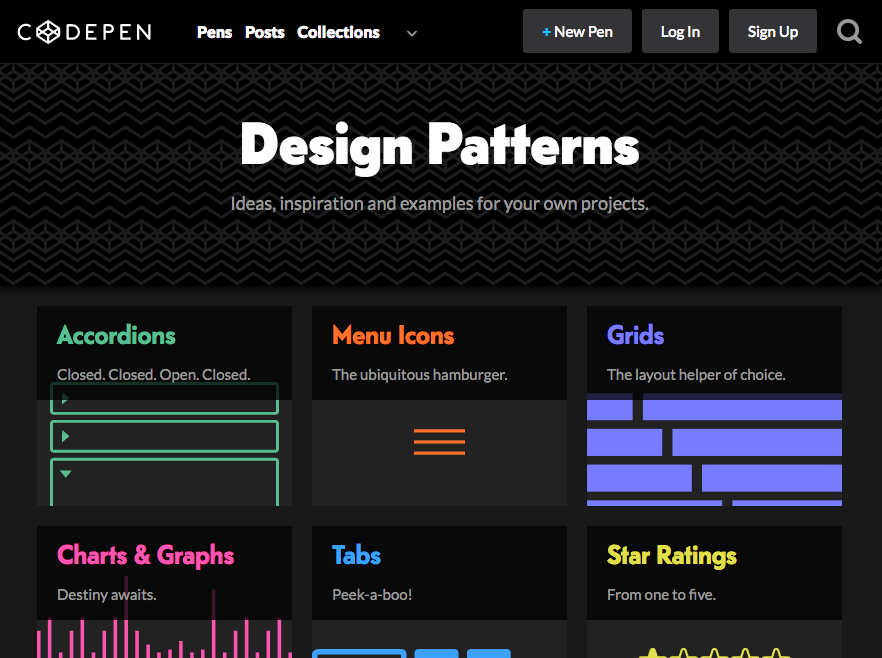 CODEPEN
Pens Posts Collections
+ New Pen
Log In
Sign Up
Design Patterns
Ideas, inspiration and examples for your own projects.
Accordions
Closed. Closed. Open. Closed.
Menu Icons
The ubiquitous hamburger.
Grids
The layout helper of choice.
Charts & Graphs
Destiny awaits.
Tabs
Peek-a-boo!
Star Ratings
From one to five.